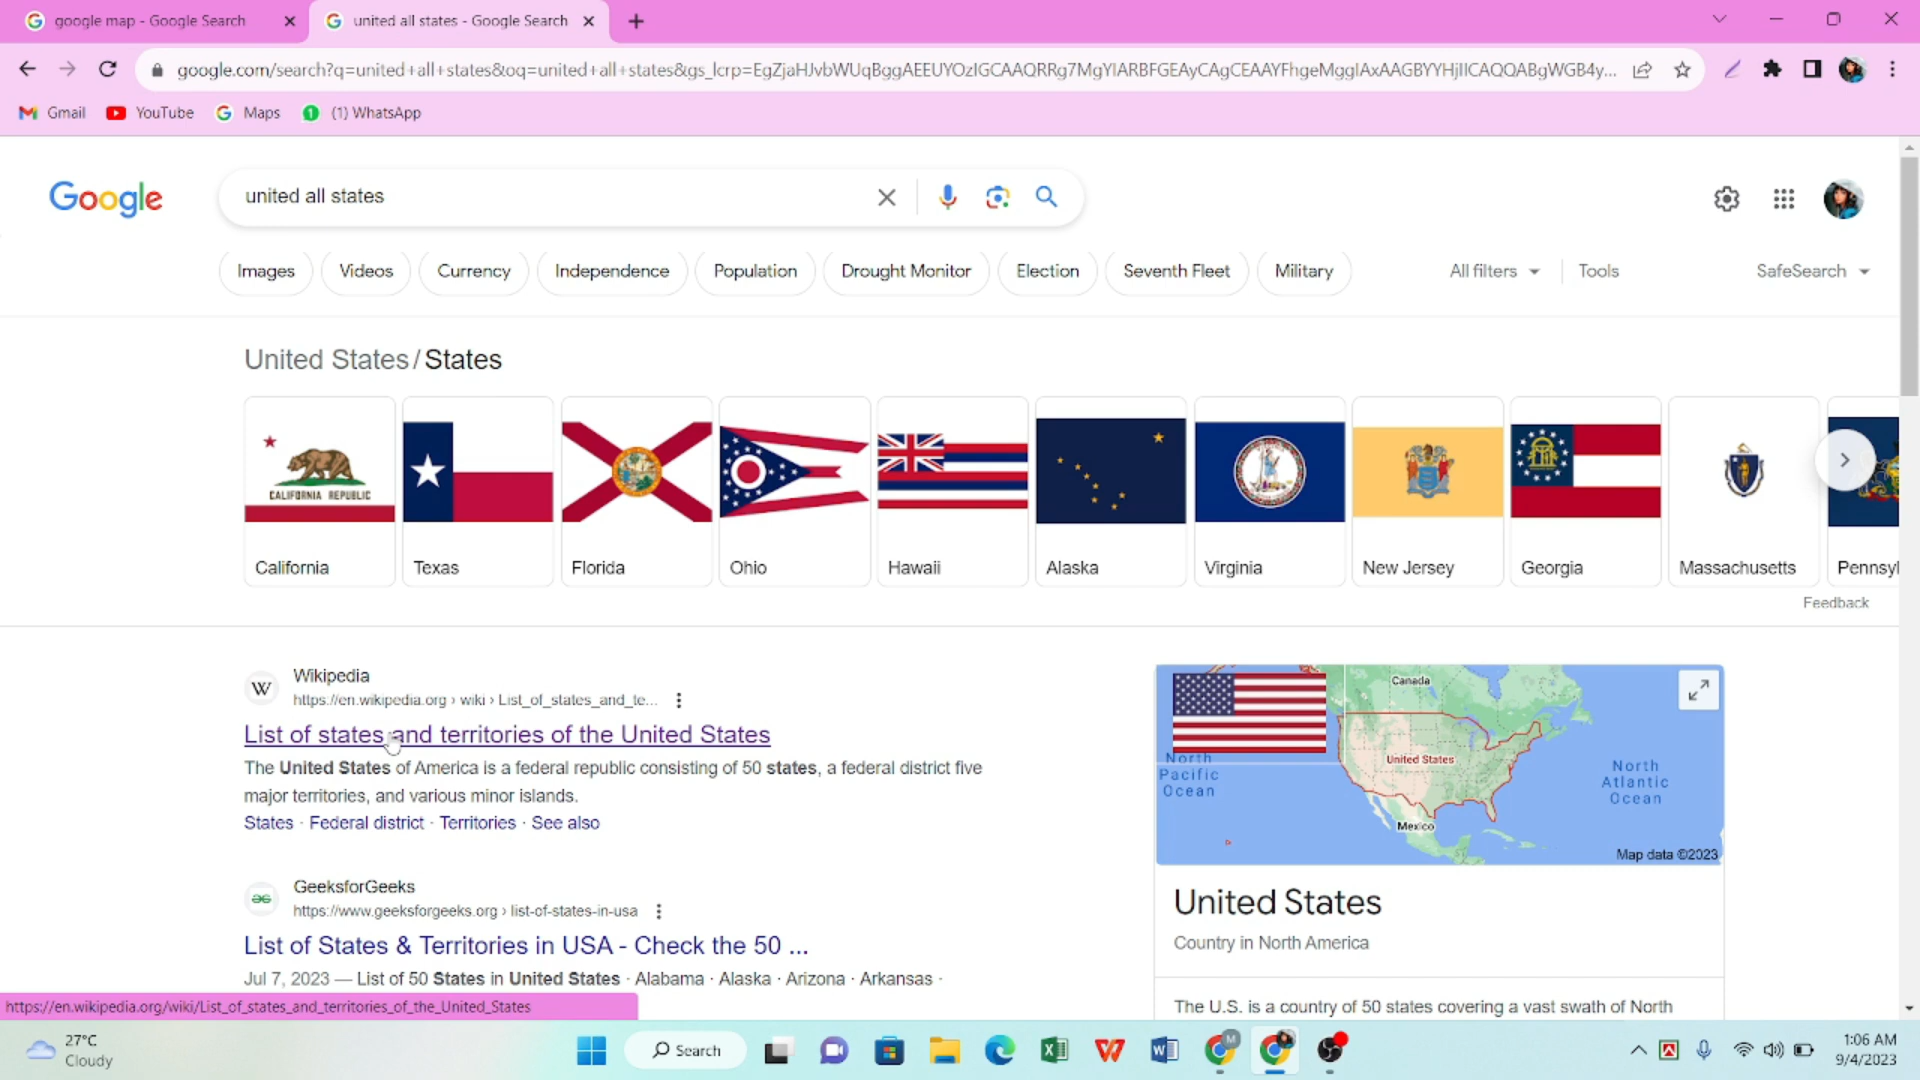 google map - Google Search
united all states - Google Search
google.com/search?q=united+all+states&oq=united+all+states&gs_lcrp=EgZjaHJvbWUqBggAEEUYOzIGCAAQRRg7MgYIARBFGEAyCAgCEAAYFhgeMggIAxAAGBYYHjIICAQQABgWGB4y...
Gmail
YouTube
Maps
1
(1) WhatsApp
Google
united all states
Images
Videos
Currency
Independence
Population
Drought Monitor
Election
Seventh Fleet
Military
All filters
Tools
SafeSearch
United States / States
CALIFORNIA REPUBLIC
California
Texas
Florida
Ohio
Hawaii
Alaska
Virginia
New Jersey
Georgia
Massachusetts
Pennsyl
Feedback
W
Wikipedia
https://en.wikipedia.org › wiki › List_of_states_and_te...
List of states and territories of the United States
The United States of America is a federal republic consisting of 50 states, a federal district five
major territories, and various minor islands.
States · Federal district · Territories · See also
GeeksforGeeks
https://www.geeksforgeeks.org › list-of-states-in-usa
List of States & Territories in USA - Check the 50 ...
Jul 7, 2023 — List of 50 States in United States · Alabama · Alaska · Arizona · Arkansas ·
Canada
North
Pacific
Ocean
United States
North
Atlantic
Ocean
Mexico
Map data ©2023
United States
Country in North America
The U.S. is a country of 50 states covering a vast swath of North
https://en.wikipedia.org/wiki/List_of_states_and_territories_of_the_United_States
27°C
Cloudy
Search
M
1:06 AM
9/4/2023